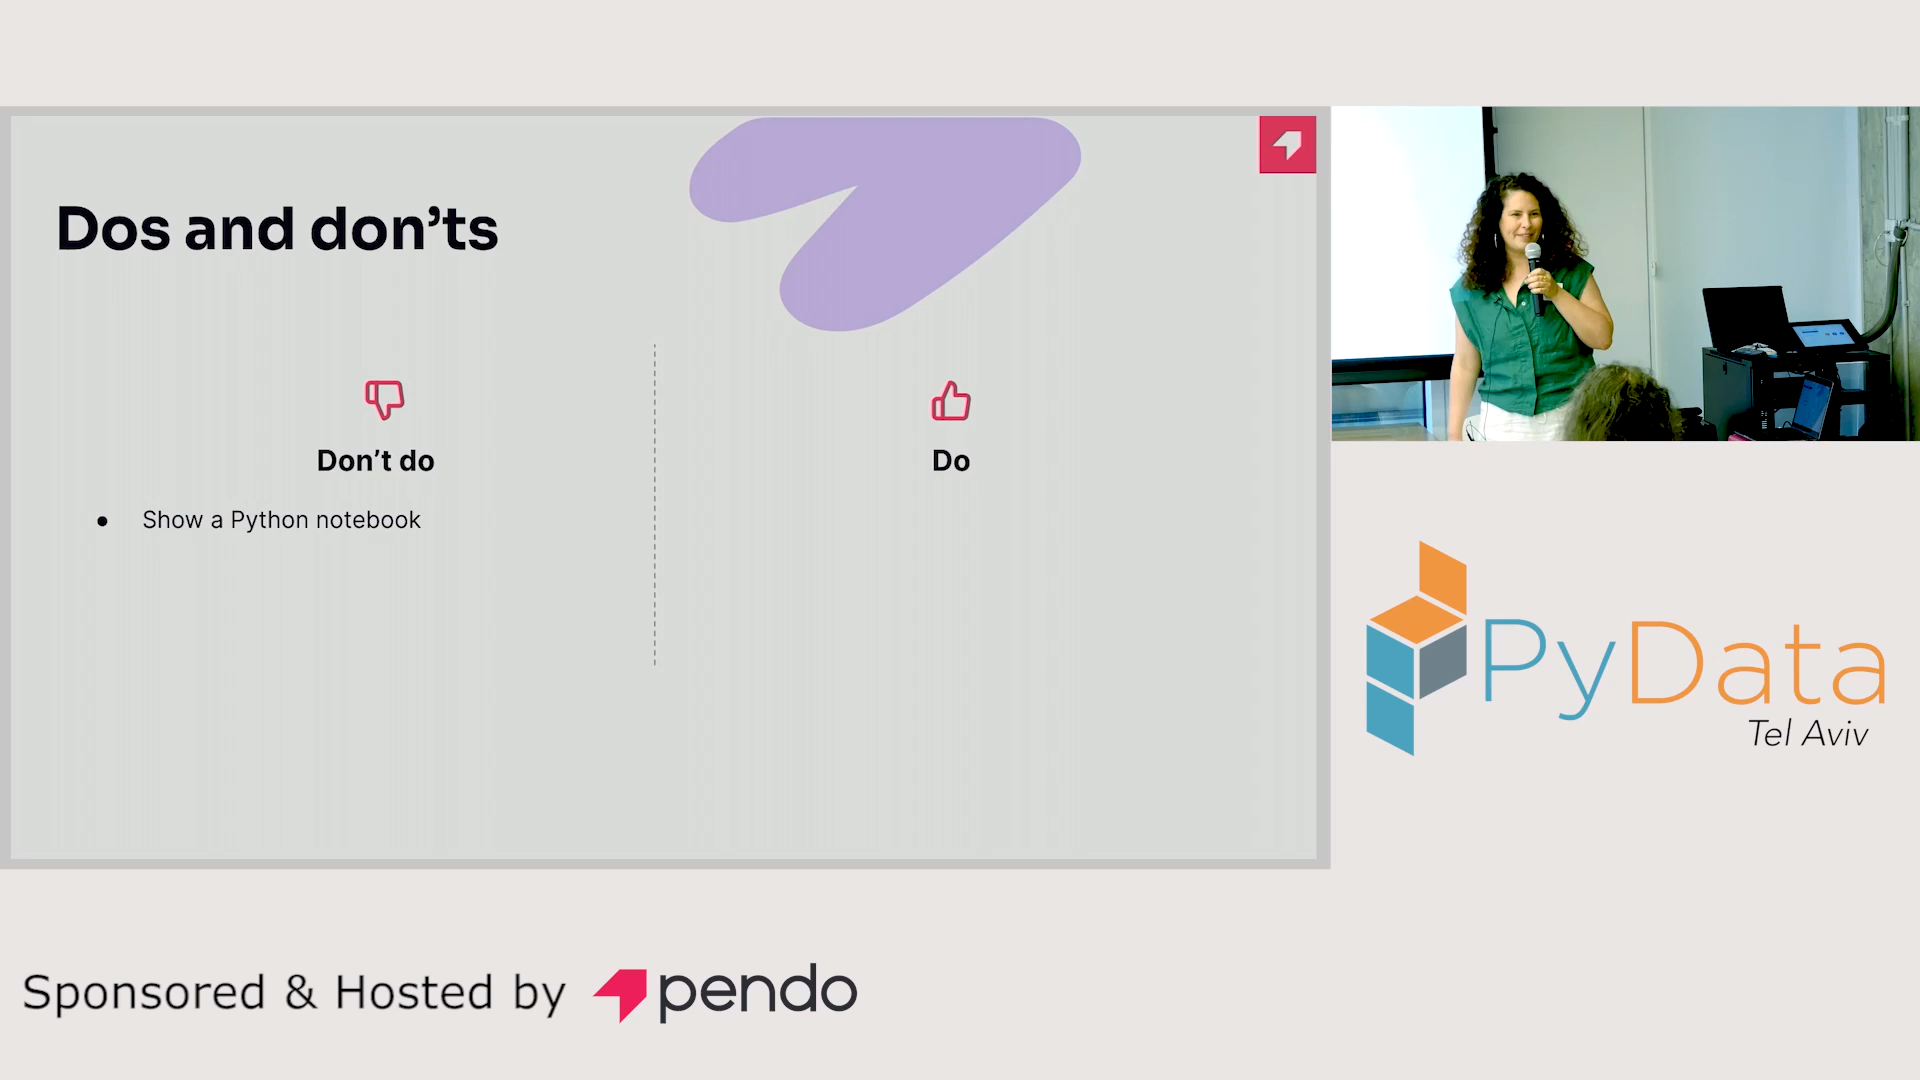 Dos and don’ts
Don’t do
● Show a Python notebook
Do
PyData
Tel Aviv
Sponsored & Hosted by pendo